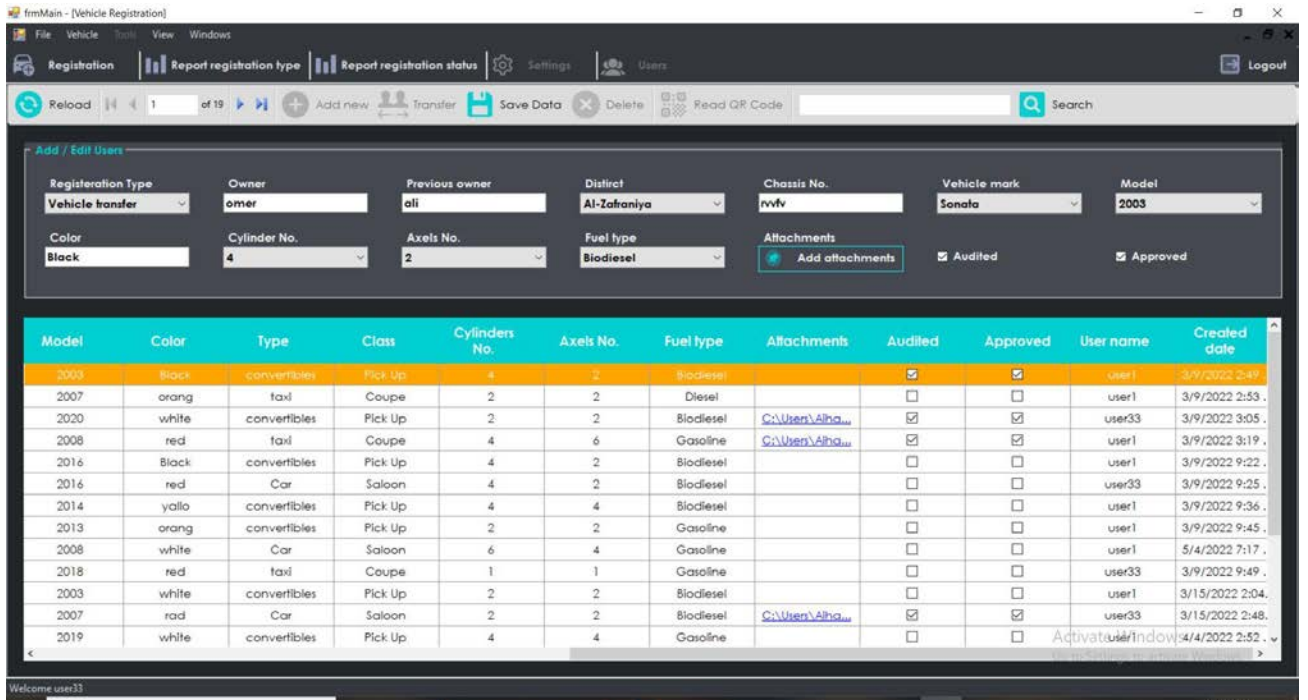 frmMain - [Vehicle Registration]
File Vehicle Tools View Windows
Registration Report registration type Report registration status Settings Users Logout
Reload 1 of 19 Add new Transfer Save Data Delete Read QR Code Search
Add / Edit Users
Registeration Type Owner Previous owner Distirct Chassis No. Vehicle mark Model
Vehicle transfer omer ali Al-Zafraniya rvvfv Sonata 2003
Color Cylinder No. Axels No. Fuel type Attachments
Black 4 2 Biodiesel Add attachments Audited Approved
Model Color Type Class Cylinders No. Axels No. Fuel type Attachments Audited Approved User name Created date
2003 Black convertibles Pick Up 4 2 Biodiesel user1 3/9/2022 2:49 .
2007 orang taxi Coupe 2 2 Diesel user1 3/9/2022 2:53 .
2020 white convertibles Pick Up 2 2 Biodiesel C:\Users\Alha... user33 3/9/2022 3:05 .
2008 red taxi Coupe 4 6 Gasoline C:\Users\Alha... user1 3/9/2022 3:19 .
2016 Black convertibles Pick Up 4 2 Biodiesel user1 3/9/2022 9:22 .
2016 red Car Saloon 4 2 Biodiesel user33 3/9/2022 9:25 .
2014 yallo convertibles Pick Up 4 4 Biodiesel user1 3/9/2022 9:36 .
2013 orang convertibles Pick Up 2 2 Gasoline user1 3/9/2022 9:45 .
2008 white Car Saloon 6 4 Gasoline user1 5/4/2022 7:17 .
2018 red taxi Coupe 1 1 Gasoline user33 3/9/2022 9:49 .
2003 white convertibles Pick Up 2 2 Biodiesel user1 3/15/2022 2:04.
2007 rad Car Saloon 2 2 Biodiesel C:\Users\Alha... user33 3/15/2022 2:48.
2019 white convertibles Pick Up 4 4 Gasoline user1 4/4/2022 2:52 .
Activate Windows
Go to Settings to activate Windows.
Welcome user33